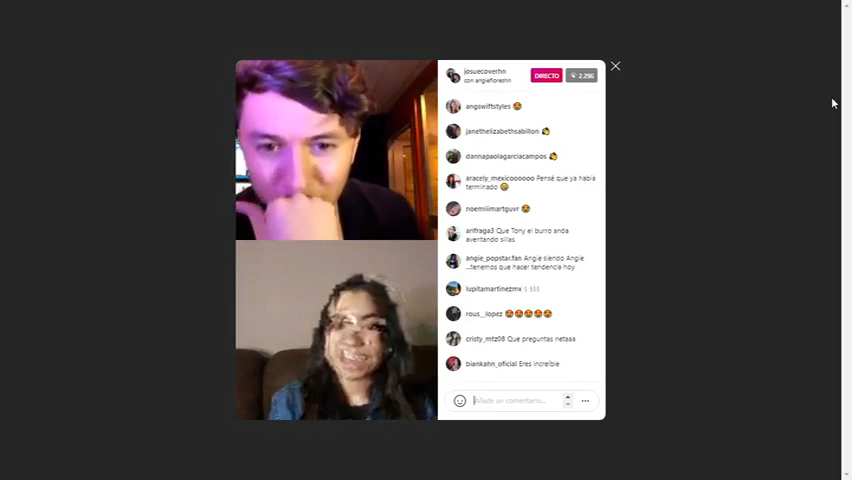 josuecoverhn
con angiefloreshn
DIRECTO
2,296
angswiftstyles
janethelizabethsabillon
dannapaolagarciacampos
aracely_mexicoooooo Pensé que ya había
terminado
noemiiimartguvr
arifraga3 Que Tony el burro anda
aventando sillas
angie_popstar.fan Angie siendo Angie
...tenemos que hacer tendencia hoy
lupitamartinezmx
rous__lopez
cristy_mtz08 Que preguntas netaaa
biankahn_oficial Eres increíble
Añade un comentario...